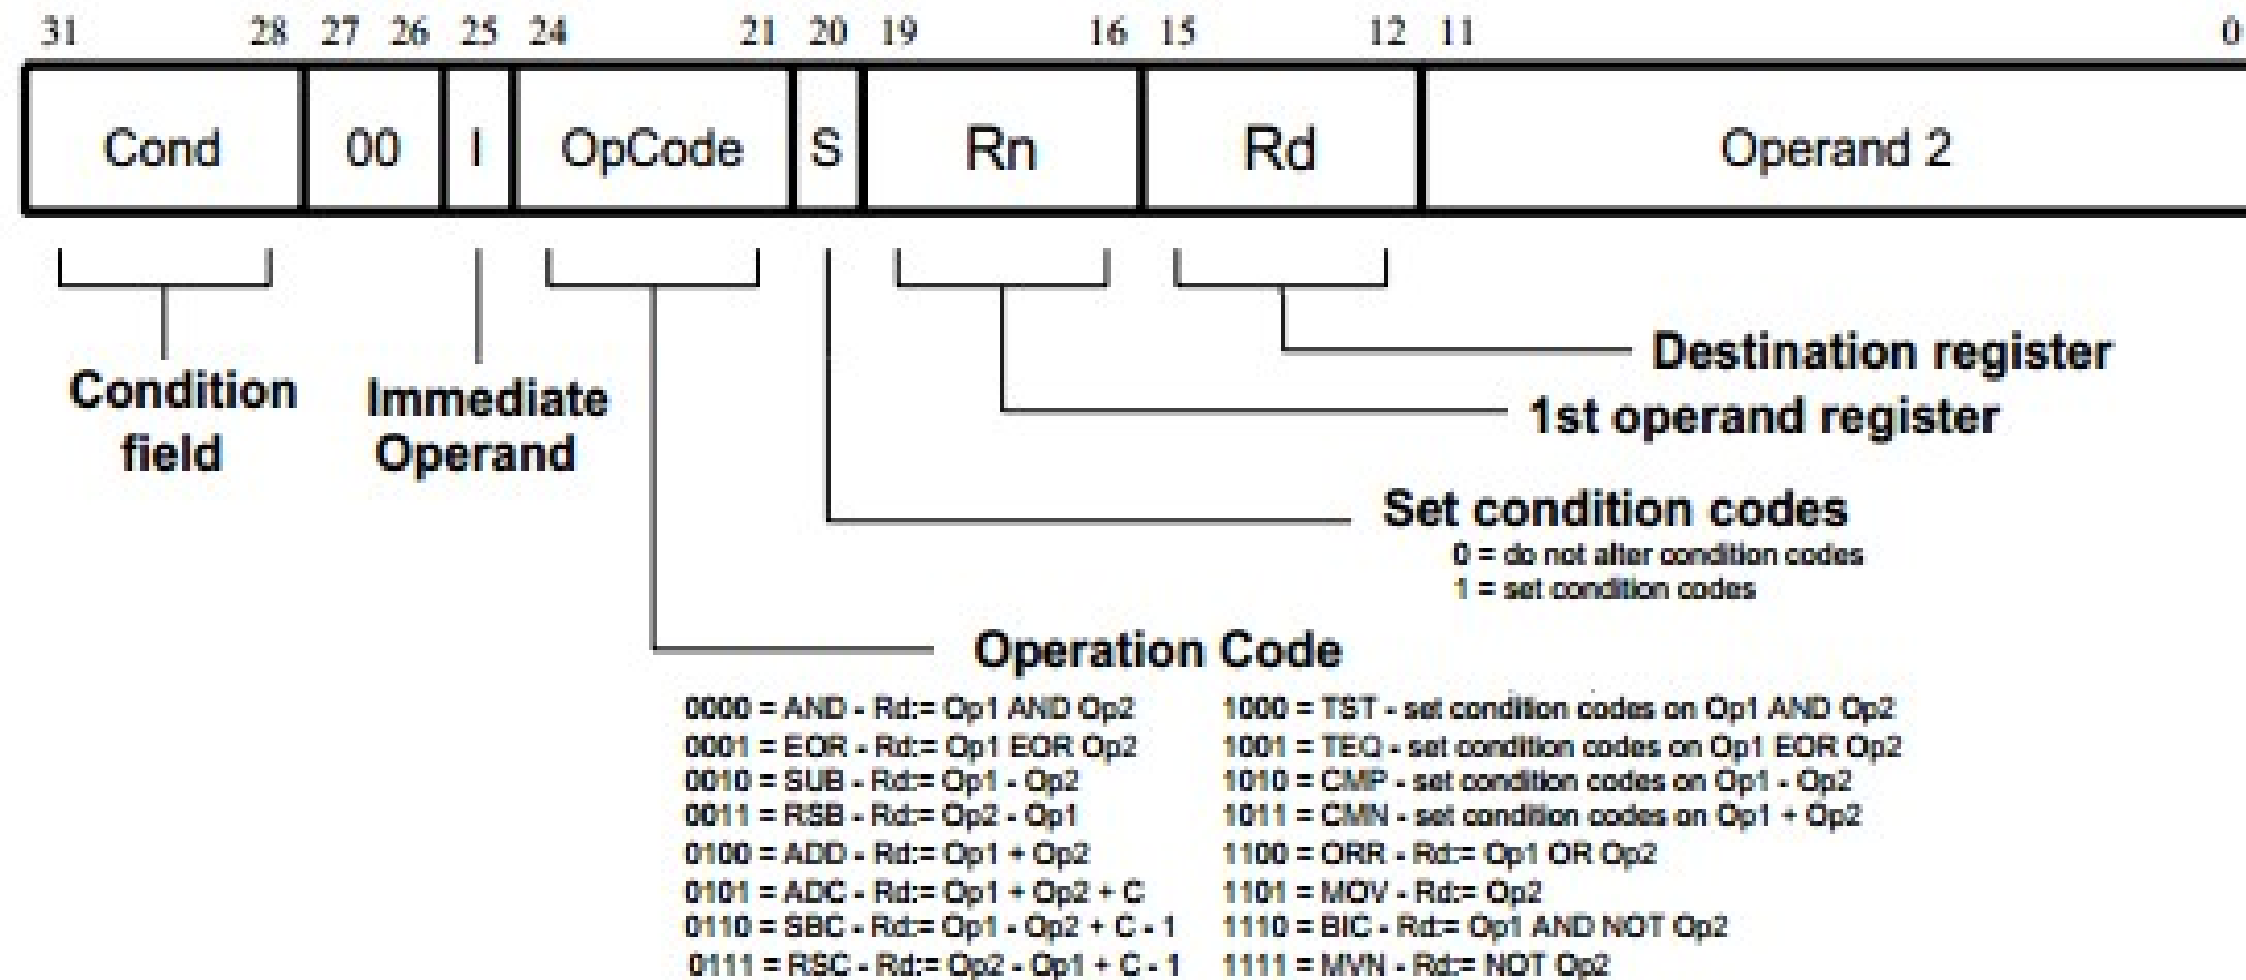 31 28 27 26 25 24 21 20 19 16 15 12 11 0
Cond 00 I OpCode S Rn Rd Operand 2
Destination register
Condition
field
Immediate
Operand
1st operand register
Set condition codes
0 = do not alter condition codes
1 = set condition codes
Operation Code
0000 = AND - Rd:= Op1 AND Op2
0001 = EOR - Rd:= Op1 EOR Op2
0010 = SUB - Rd:= Op1 - Op2
0011 = RSB - Rd:= Op2 - Op1
0100 = ADD - Rd:= Op1 + Op2
0101 = ADC - Rd:= Op1 + Op2 + C
0110 = SBC - Rd:= Op1 - Op2 + C - 1
0111 = RSC - Rd:= Op2 - Op1 + C - 1
1000 = TST - set condition codes on Op1 AND Op2
1001 = TEQ - set condition codes on Op1 EOR Op2
1010 = CMP - set condition codes on Op1 - Op2
1011 = CMN - set condition codes on Op1 + Op2
1100 = ORR - Rd:= Op1 OR Op2
1101 = MOV - Rd:= Op2
1110 = BIC - Rd:= Op1 AND NOT Op2
1111 = MVN - Rd:= NOT Op2